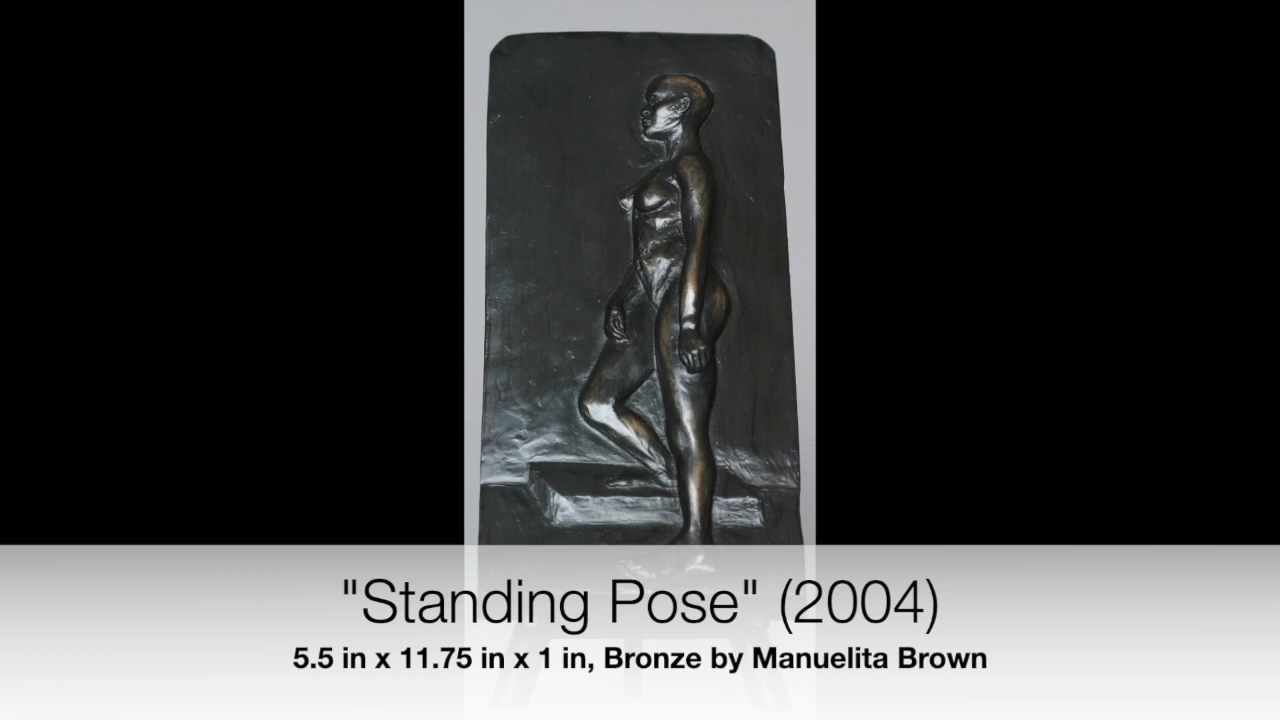 "Standing Pose" (2004)
5.5 in x 11.75 in x 1 in, Bronze by Manuelita Brown